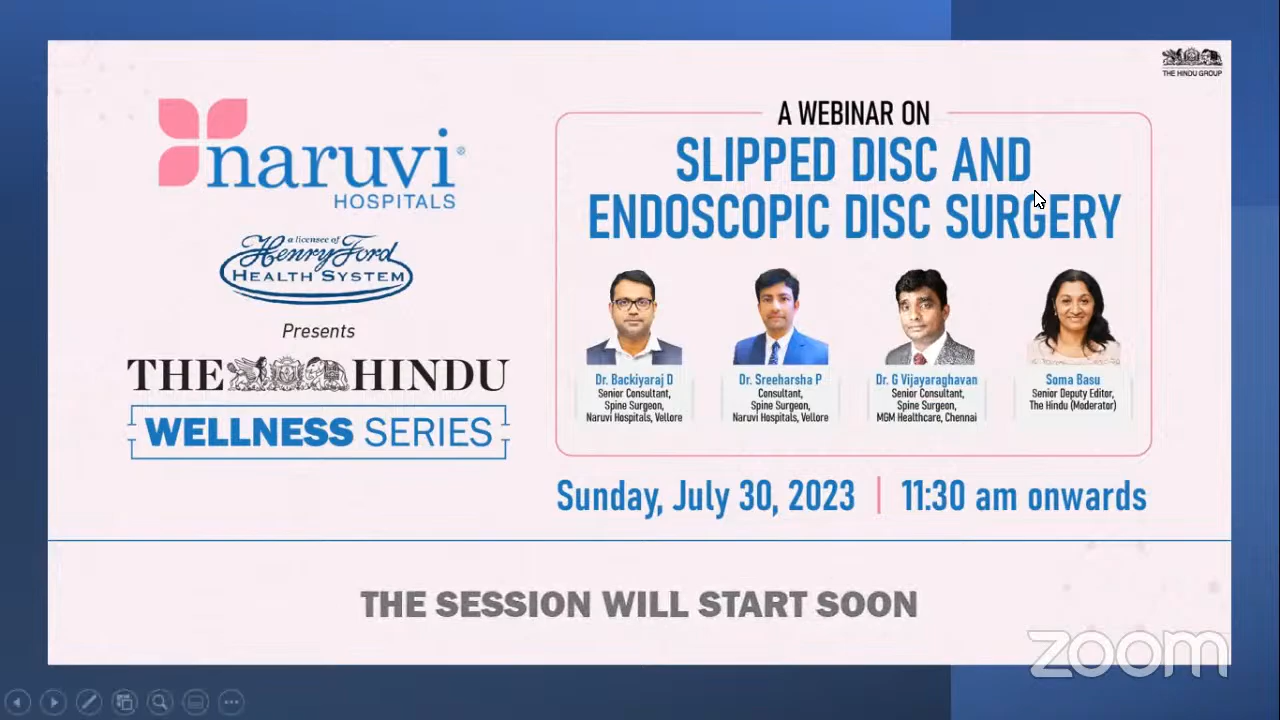 THE HINDU GROUP
naruvi®
HOSPITALS
a licensee of
Henry Ford
HEALTH SYSTEM
Presents
THE HINDU
WELLNESS SERIES
A WEBINAR ON
SLIPPED DISC AND
ENDOSCOPIC DISC SURGERY
Dr. Backiyaraj D
Senior Consultant,
Spine Surgeon,
Naruvi Hospitals, Vellore
Dr. Sreeharsha P
Consultant,
Spine Surgeon,
Naruvi Hospitals, Vellore
Dr. G Vijayaraghavan
Senior Consultant,
Spine Surgeon,
MGM Healthcare, Chennai
Soma Basu
Senior Deputy Editor,
The Hindu (Moderator)
Sunday, July 30, 2023 | 11:30 am onwards
THE SESSION WILL START SOON
zoom